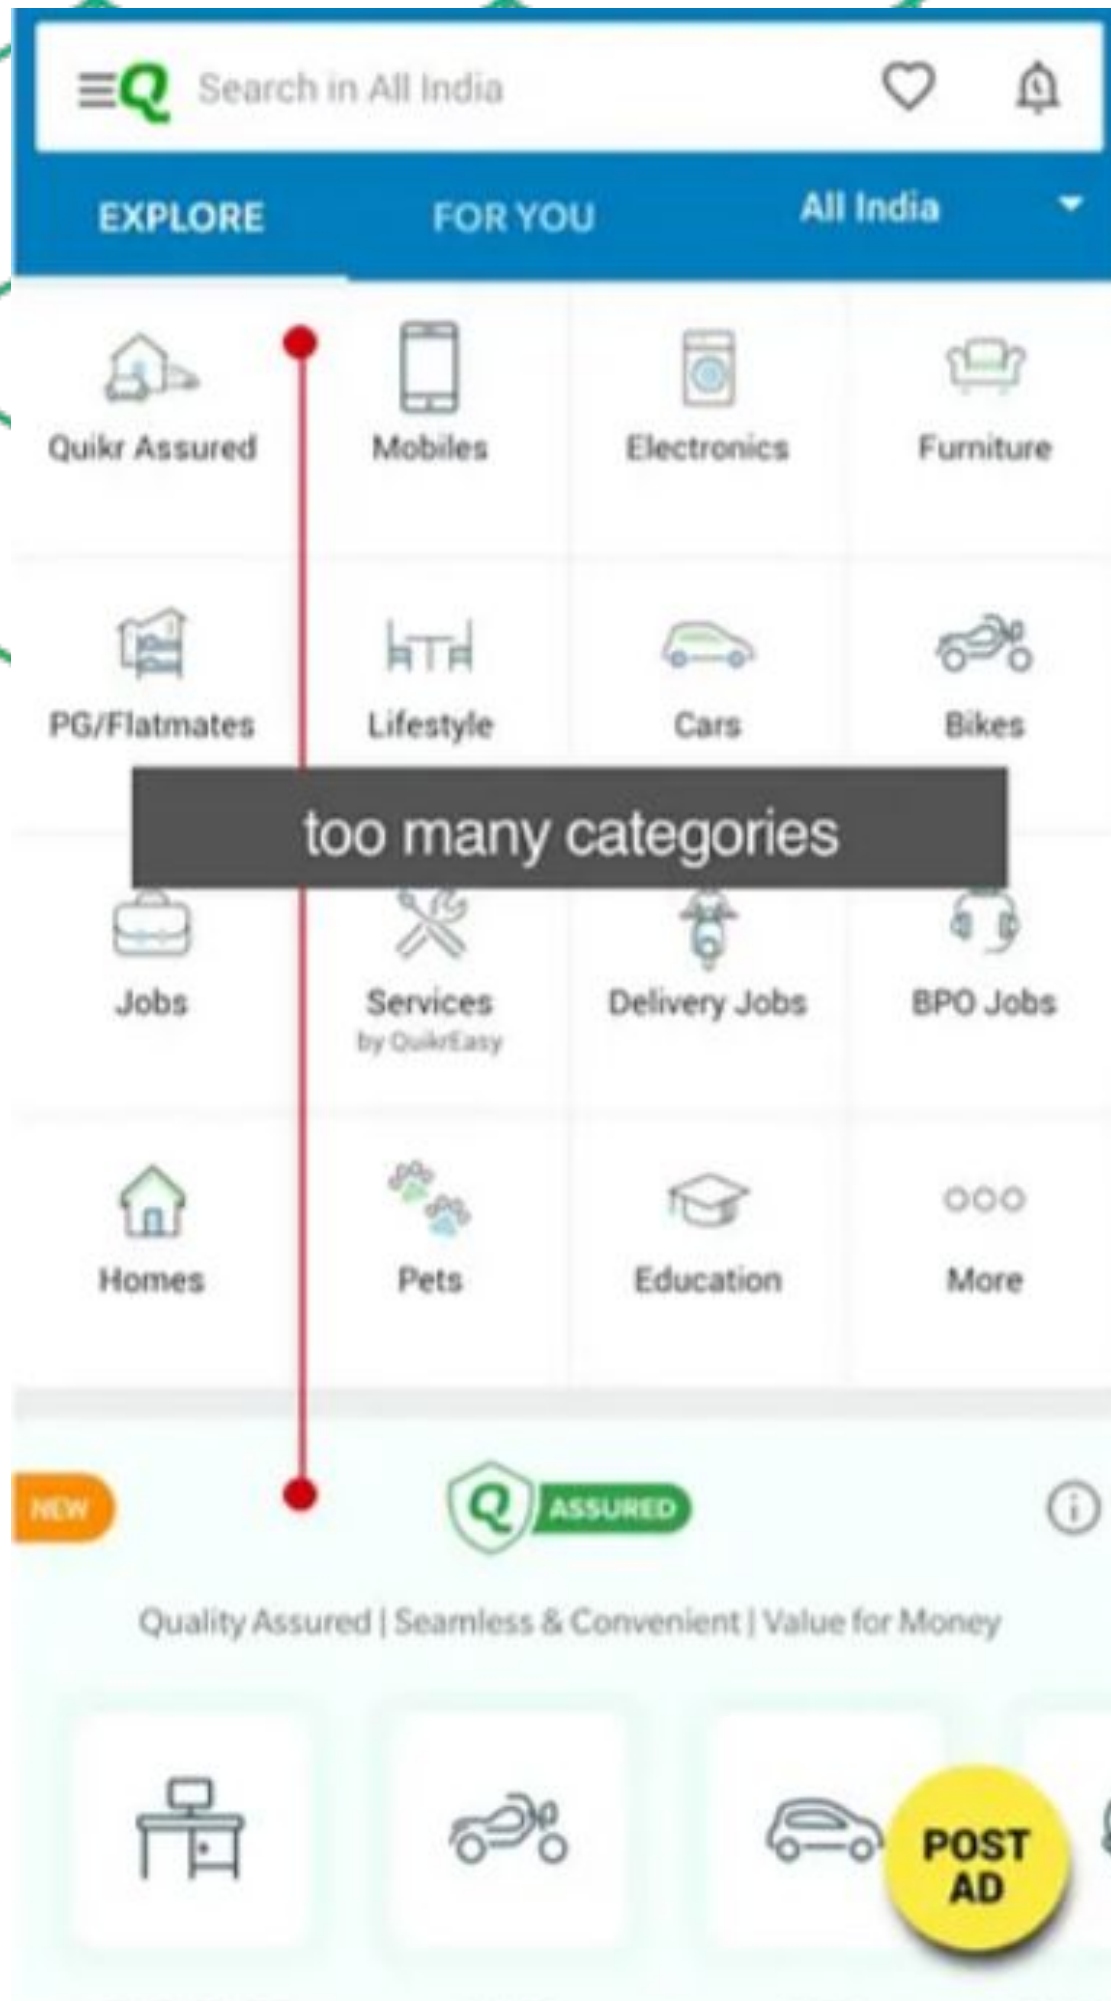 Q Search in All India
EXPLORE FOR YOU All India
Quikr Assured Mobiles Electronics Furniture
PG/Flatmates Lifestyle Cars Bikes
too many categories
Jobs Services Delivery Jobs BPO Jobs
by QuikrEasy
Homes Pets Education More
NEW Q ASSURED i
Quality Assured | Seamless & Convenient | Value for Money
POST
AD